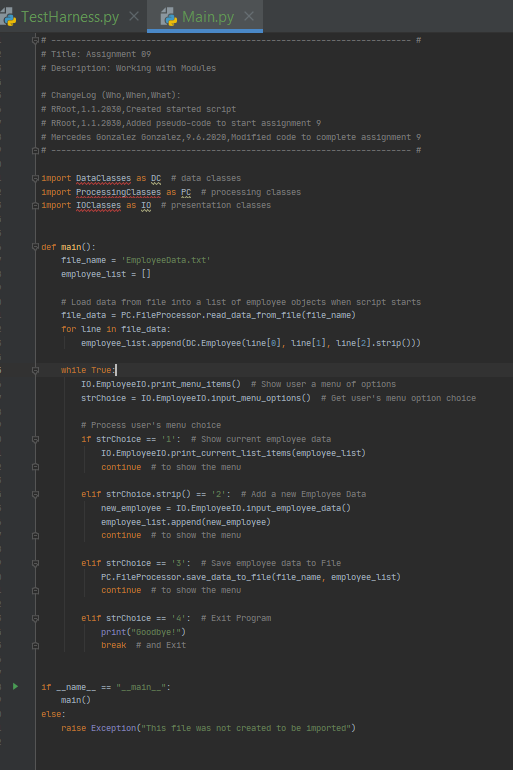 TestHarness.py
Main.py
# ------------------------------------------------------------------------ #
# Title: Assignment 09
# Description: Working with Modules
# ChangeLog (Who,When,What):
# RRoot,1.1.2030,Created started script
# RRoot,1.1.2030,Added pseudo-code to start assignment 9
# Mercedes Gonzalez Gonzalez,9.6.2020,Modified code to complete assignment 9
# ------------------------------------------------------------------------ #
import DataClasses as DC  # data classes
import ProcessingClasses as PC  # processing classes
import IOClasses as IO  # presentation classes
def main():
    file_name = 'EmployeeData.txt'
    employee_list = []
    # Load data from file into a list of employee objects when script starts
    file_data = PC.FileProcessor.read_data_from_file(file_name)
    for line in file_data:
        employee_list.append(DC.Employee(line[0], line[1], line[2].strip()))
    while True:
        IO.EmployeeIO.print_menu_items()  # Show user a menu of options
        strChoice = IO.EmployeeIO.input_menu_options()  # Get user's menu option choice
        # Process user's menu choice
        if strChoice == '1':  # Show current employee data
            IO.EmployeeIO.print_current_list_items(employee_list)
            continue  # to show the menu
        elif strChoice.strip() == '2':  # Add a new Employee Data
            new_employee = IO.EmployeeIO.input_employee_data()
            employee_list.append(new_employee)
            continue  # to show the menu
        elif strChoice == '3':  # Save employee data to File
            PC.FileProcessor.save_data_to_file(file_name, employee_list)
            continue  # to show the menu
        elif strChoice == '4':  # Exit Program
            print("Goodbye!")
            break  # and Exit
if __name__ == "__main__":
    main()
else:
    raise Exception("This file was not created to be imported")